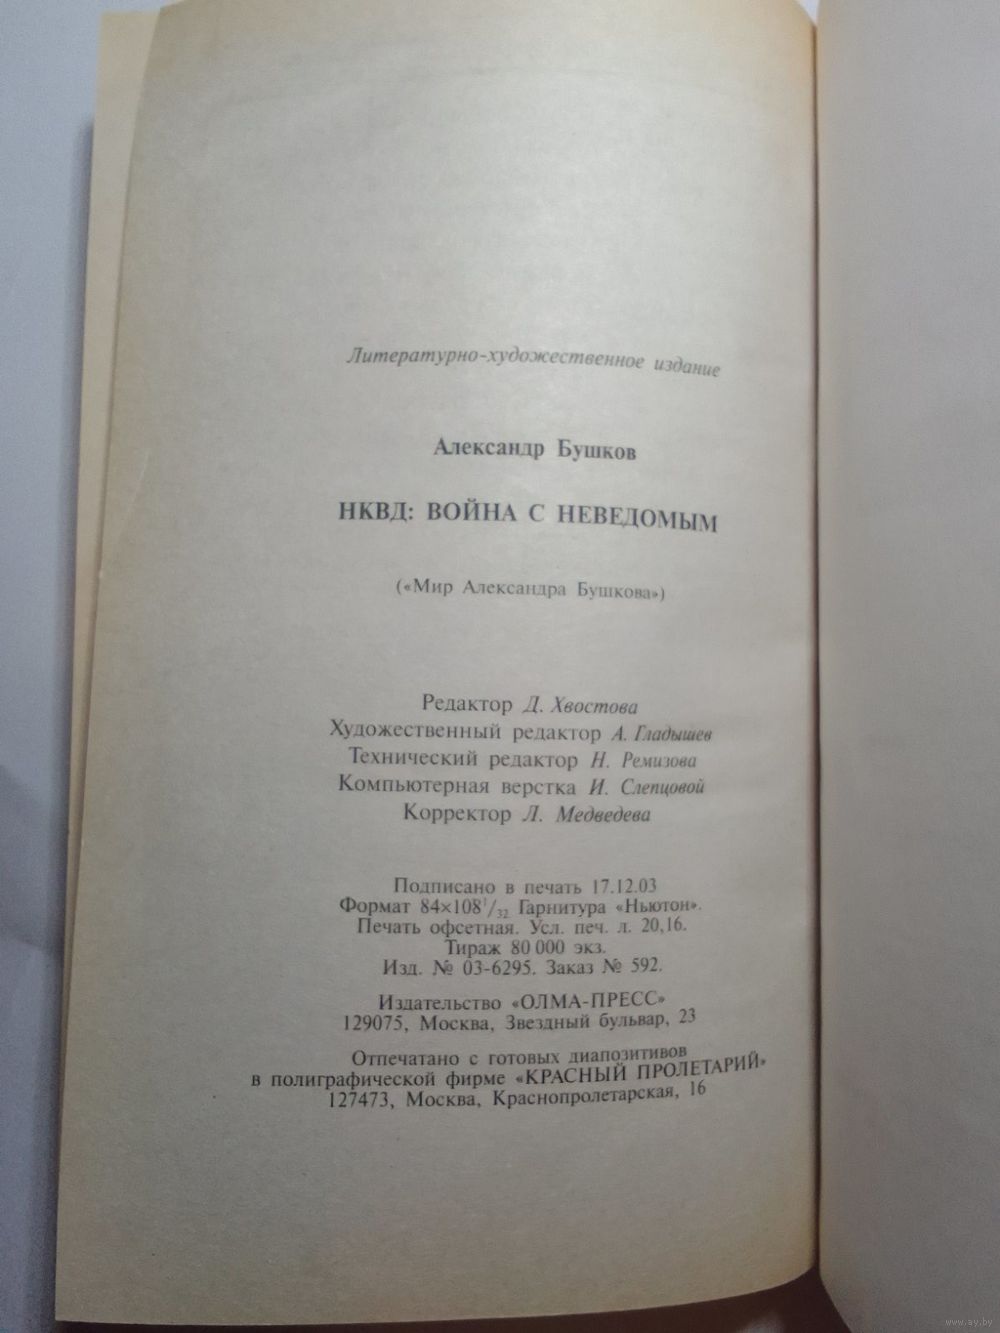 Литературно-художественное издание
Александр Бушков
НКВД: ВОЙНА С НЕВЕДОМЫМ
(«Мир Александра Бушкова»)
Редактор Д. Хвостова
Художественный редактор А. Гладышев
Технический редактор Н. Ремизова
Компьютерная верстка И. Слепцовой
Корректор Л. Медведева
Подписано в печать 17.12.03
Формат 84×108¹/₃₂ Гарнитура «Ньютон».
Печать офсетная. Усл. печ. л. 20,16.
Тираж 80 000 экз.
Изд. № 03-6295. Заказ № 592.
Издательство «ОЛМА-ПРЕСС»
129075, Москва, Звездный бульвар, 23
Отпечатано с готовых диапозитивов
в полиграфической фирме «КРАСНЫЙ ПРОЛЕТАРИЙ»
127473, Москва, Краснопролетарская, 16
www.ay.by